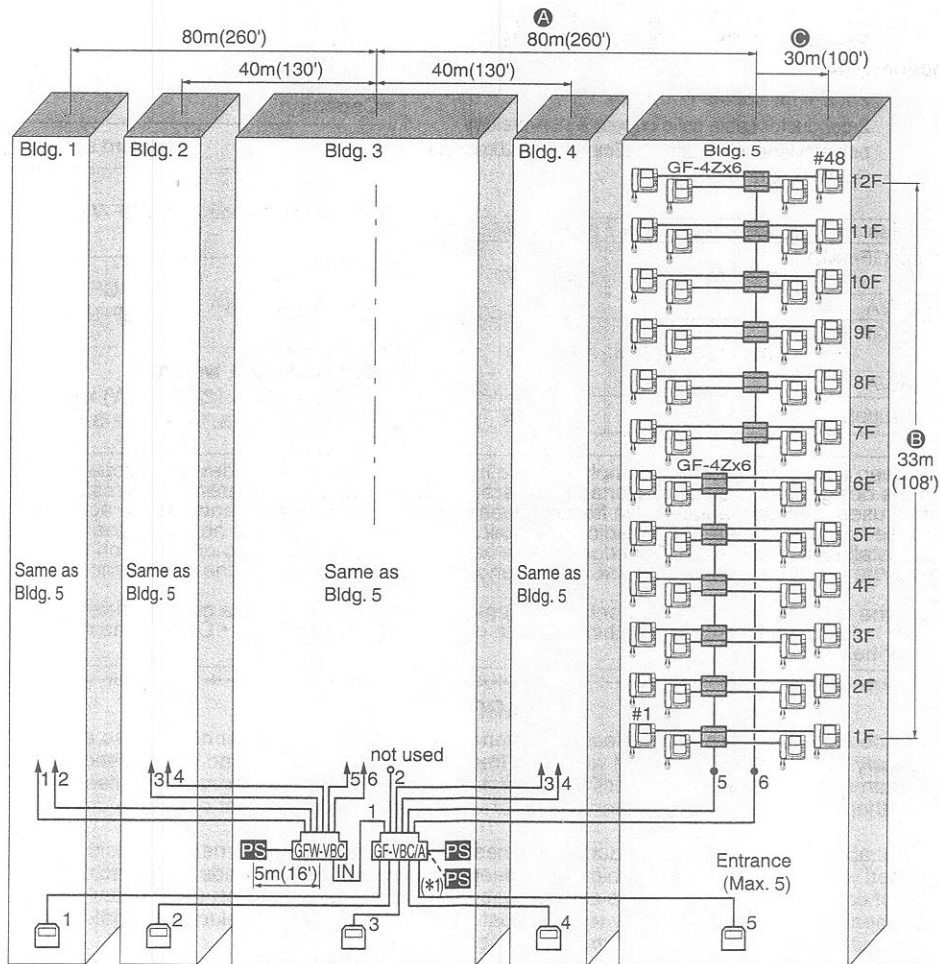 A
80m(260')
80m(260')
C
30m(100')
40m(130')
40m(130')
Bldg. 1
Bldg. 2
Bldg. 3
Bldg. 4
Bldg. 5
GF-4Zx6
#48
12F
11F
10F
9F
8F
7F
B
33m
(108')
GF-4Zx6
6F
5F
4F
3F
2F
#1
1F
Same as
Bldg. 5
Same as
Bldg. 5
Same as
Bldg. 5
Same as
Bldg. 5
not used
1 2
3 4
5 6
2
3 4
5
6
1
PS
GFW-VBC
GF-VBC/A
PS
5m(16')
IN
(*1)
PS
Entrance
(Max. 5)
1
2
3
4
5